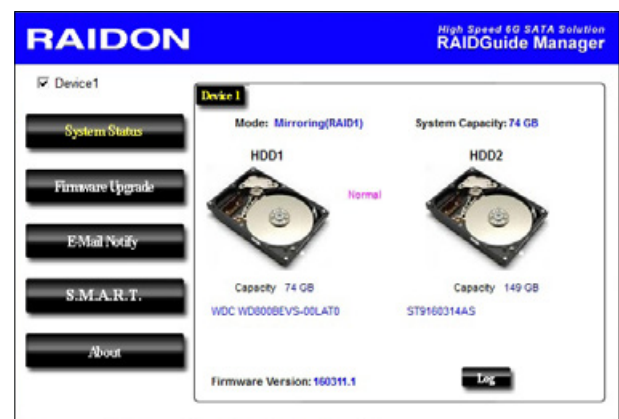 RAIDON
High Speed 6G SATA Solution
RAIDGuide Manager
Device1
Device 1
System Status
Firmware Upgrade
E-Mail Notify
S.M.A.R.T.
About
Mode: Mirroring(RAID1) System Capacity: 74 GB
HDD1 HDD2
Normal
Capacity 74 GB Capacity 149 GB
WDC WD800BEVS-00LAT0 ST9160314AS
Firmware Version: 160311.1 Log